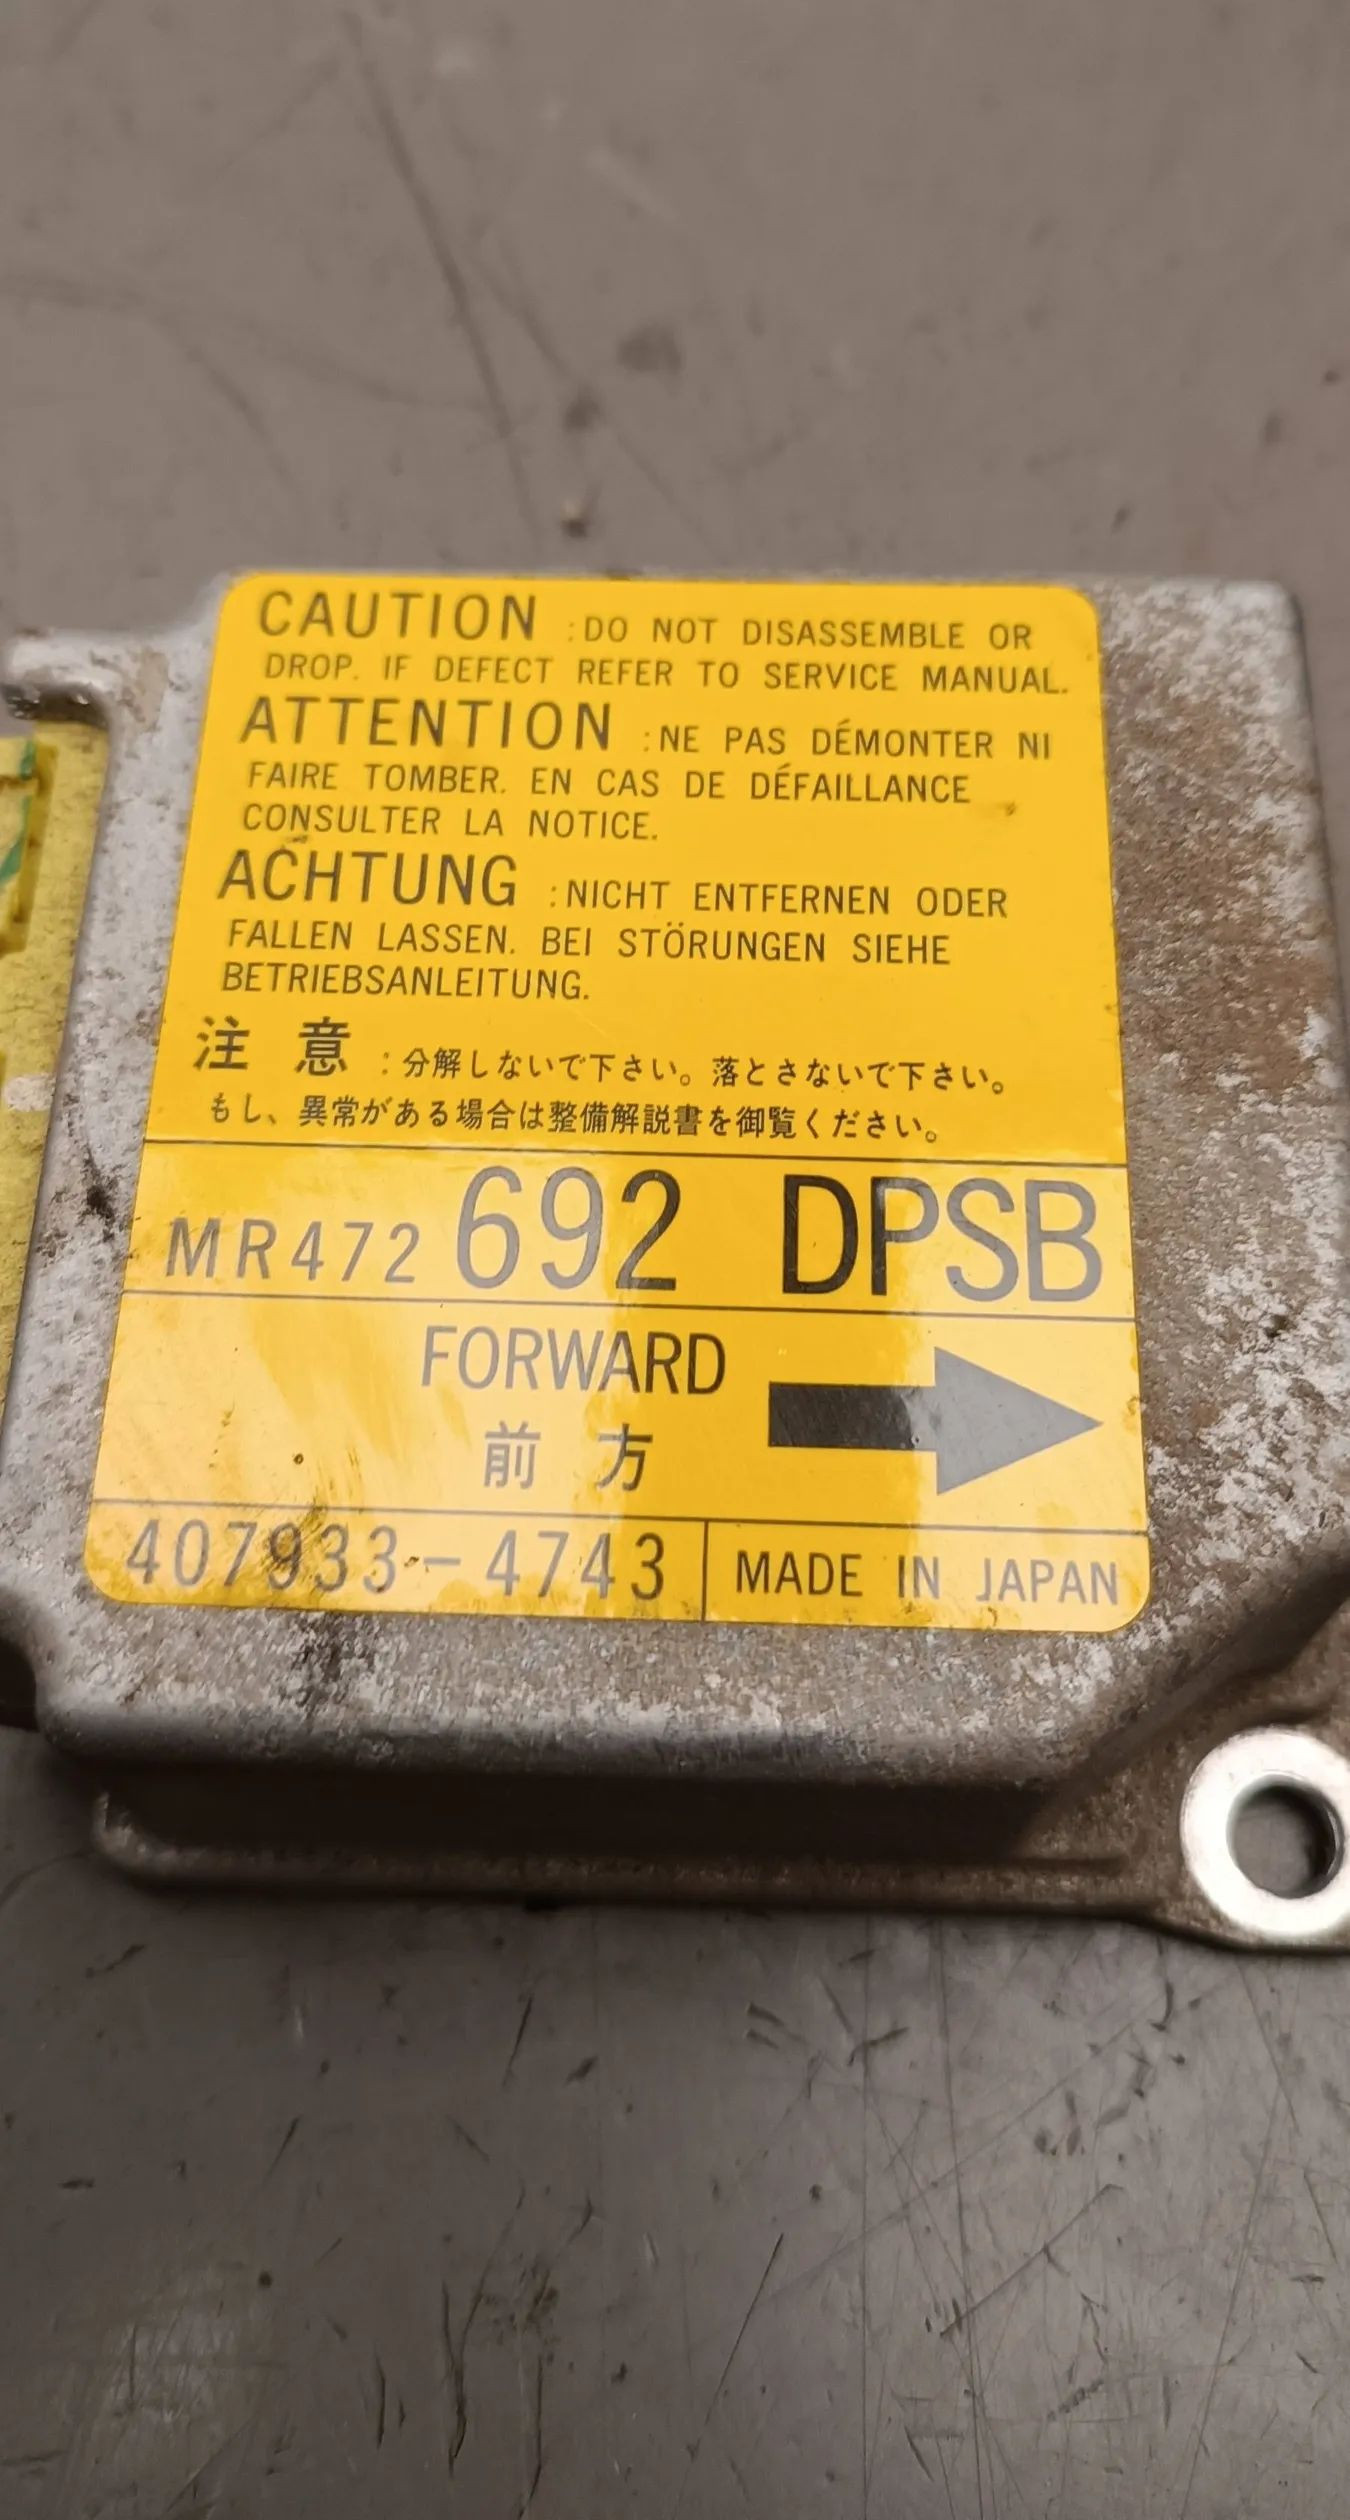 CAUTION :DO NOT DISASSEMBLE OR
DROP. IF DEFECT REFER TO SERVICE MANUAL.
ATTENTION :NE PAS DÉMONTER NI
FAIRE TOMBER. EN CAS DE DÉFAILLANCE
CONSULTER LA NOTICE.
ACHTUNG :NICHT ENTFERNEN ODER
FALLEN LASSEN. BEI STÖRUNGEN SIEHE
BETRIEBSANLEITUNG.
注 意 :分解しないで下さい。落とさないで下さい。
もし、異常がある場合は整備解説書を御覧ください。
MR472 692 DPSB
FORWARD
前 方
407933-4743 MADE IN JAPAN